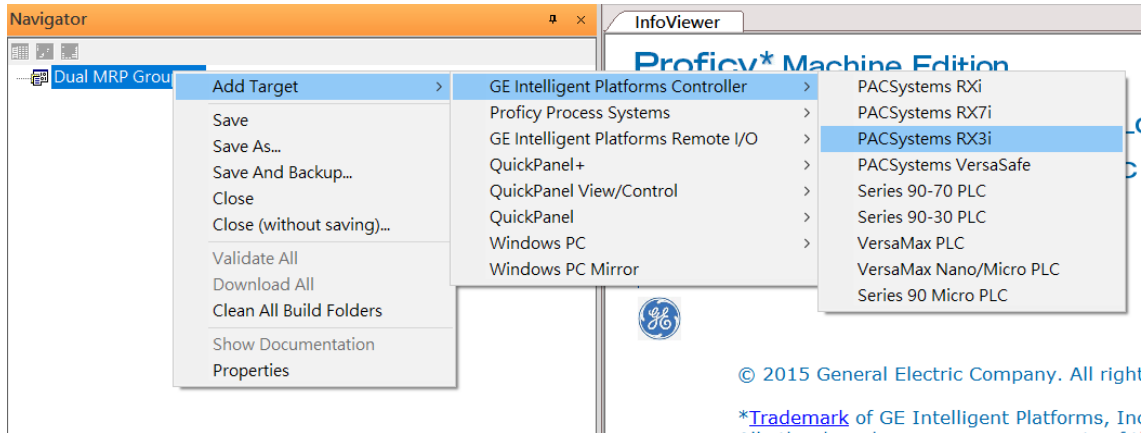 Navigator
InfoViewer
Dual MRP Grou
Proficy* Machine Edition
Add Target
Save
Save As...
Save And Backup...
Close
Close (without saving)...
Validate All
Download All
Clean All Build Folders
Show Documentation
Properties
GE Intelligent Platforms Controller
Proficy Process Systems
GE Intelligent Platforms Remote I/O
QuickPanel+
QuickPanel View/Control
QuickPanel
Windows PC
Windows PC Mirror
PACSystems RXi
PACSystems RX7i
PACSystems RX3i
PACSystems VersaSafe
Series 90-70 PLC
Series 90-30 PLC
VersaMax PLC
VersaMax Nano/Micro PLC
Series 90 Micro PLC
© 2015 General Electric Company. All right
*Trademark of GE Intelligent Platforms, Inc